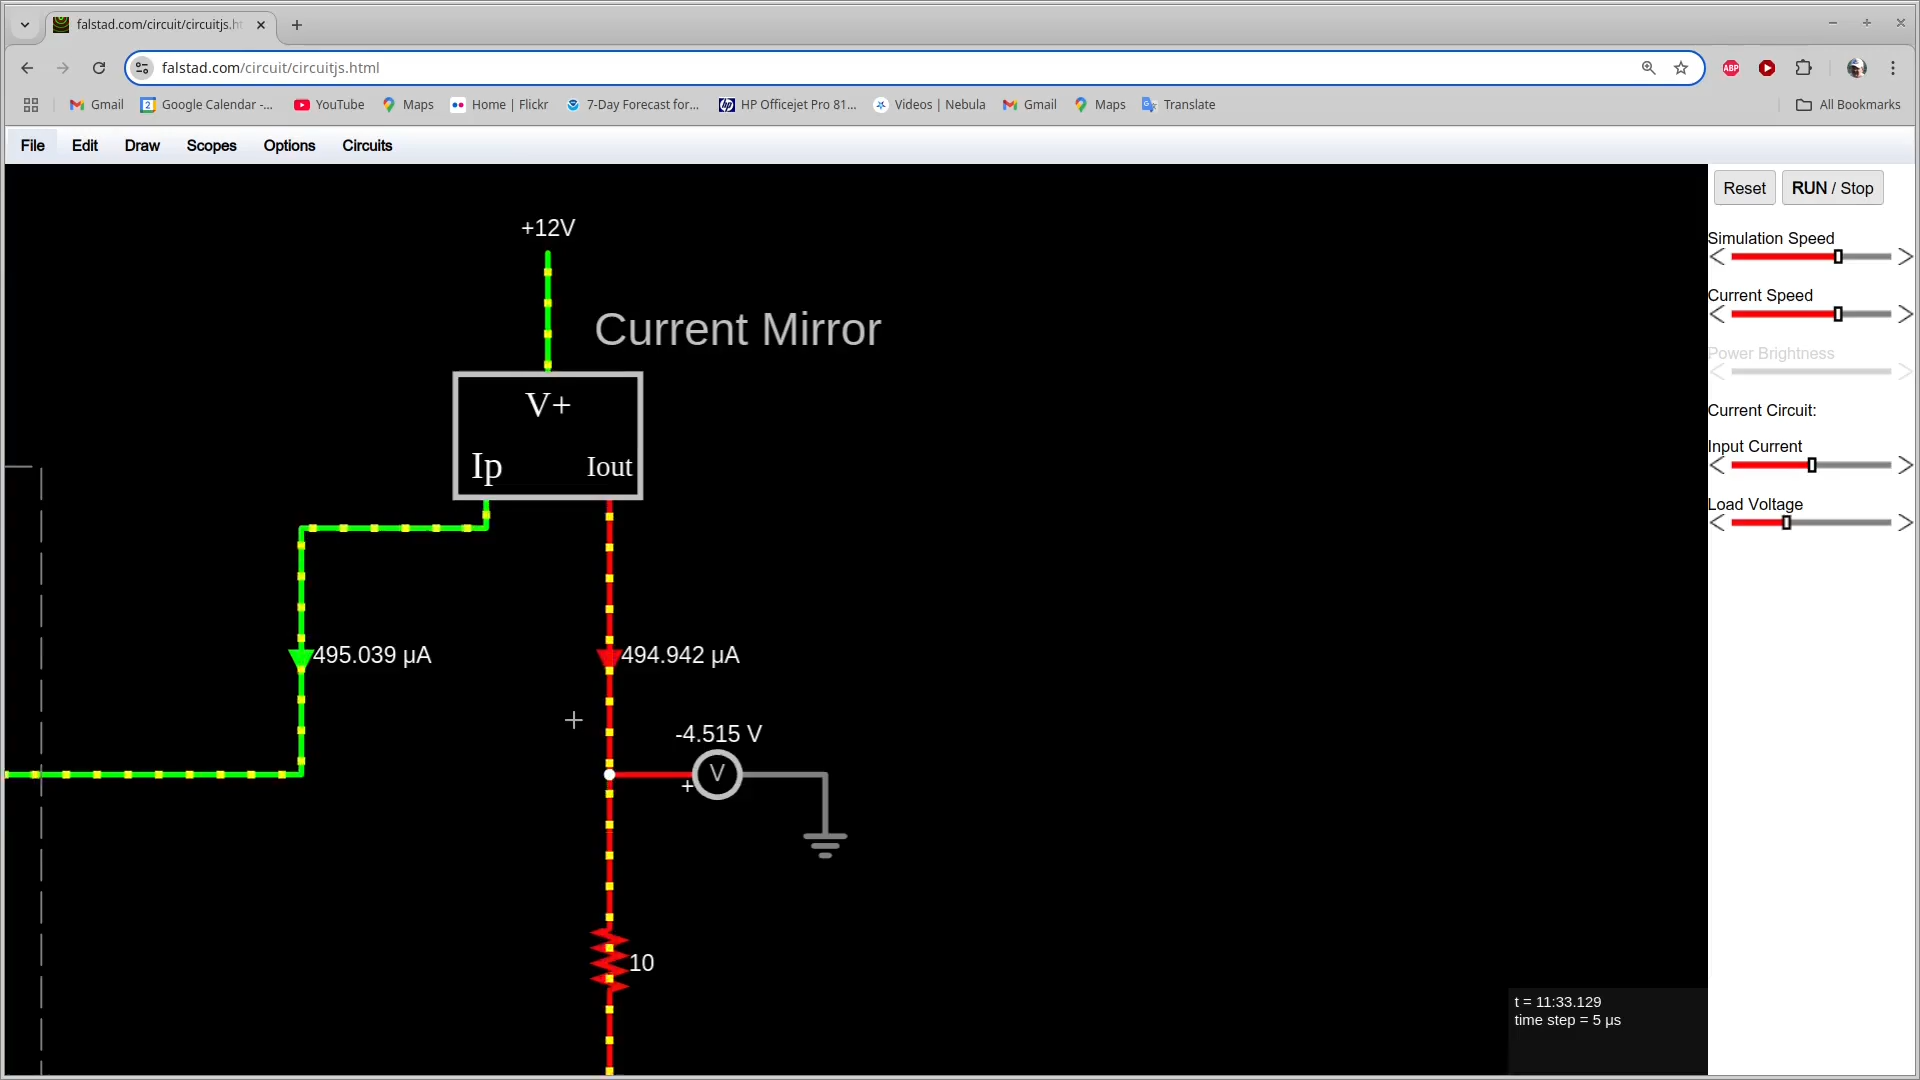 falstad.com/circuit/circuitjs.ht
falstad.com/circuit/circuitjs.html
ABP
Gmail
2 Google Calendar -...
YouTube
Maps
Home | Flickr
7-Day Forecast for...
hp HP Officejet Pro 81...
Videos | Nebula
Gmail
Maps
Translate
All Bookmarks
File Edit Draw Scopes Options Circuits
Reset RUN / Stop
Simulation Speed
Current Speed
Power Brightness
Current Circuit:
Input Current
Load Voltage
+12V
Current Mirror
V+
Ip Iout
495.039 μA 494.942 μA
-4.515 V
V
+
10
t = 11:33.129
time step = 5 μs